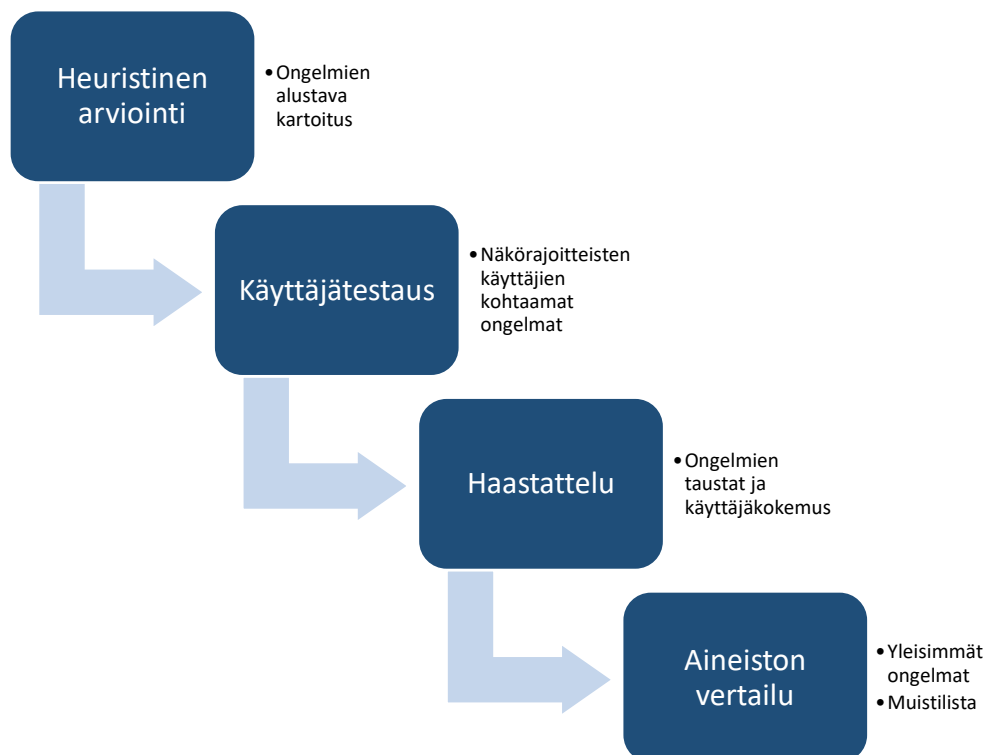 Heuristinen
arviointi
•Ongelmien
alustava
kartoitus
Käyttäjätestaus
•Näkörajoitteisten
käyttäjien
kohtaamat
ongelmat
Haastattelu
•Ongelmien
taustat ja
käyttäjäkokemus
Aineiston
vertailu
•Yleisimmät
ongelmat
•Muistilista